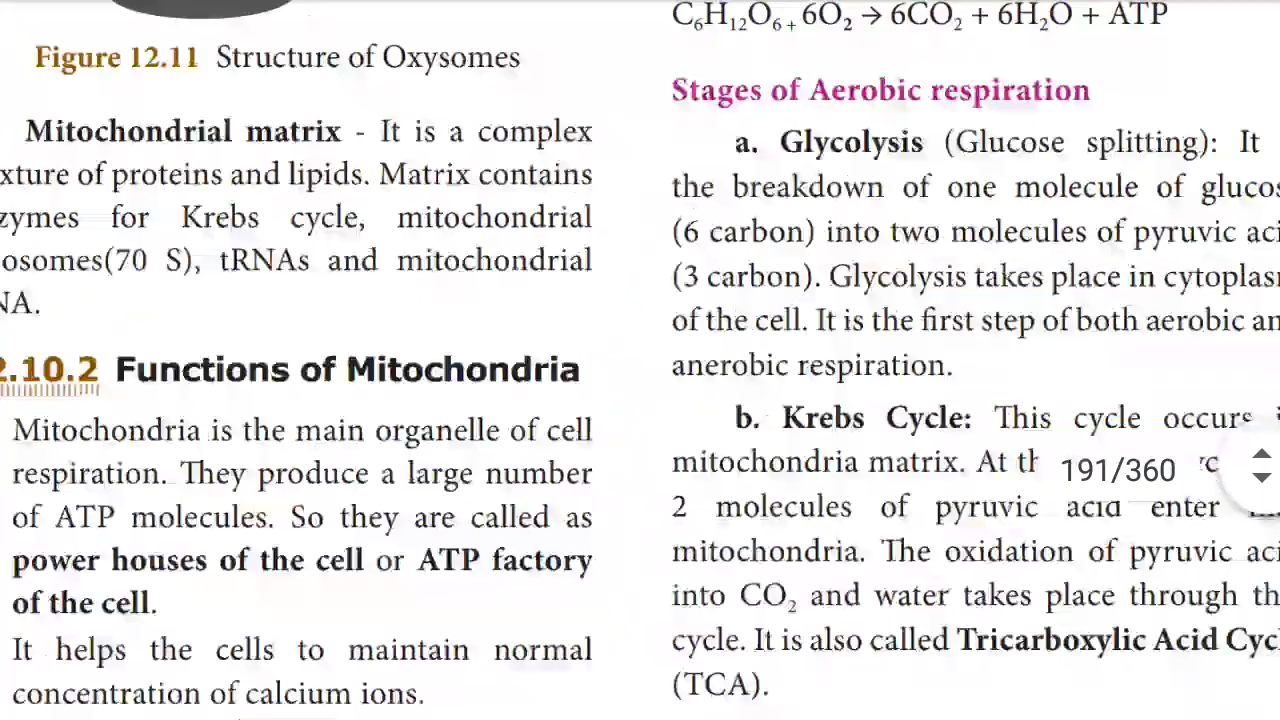 Figure 12.11 Structure of Oxysomes
Mitochondrial matrix - It is a complex
xture of proteins and lipids. Matrix contains
zymes for Krebs cycle, mitochondrial
osomes(70 S), tRNAs and mitochondrial
NA.
2.10.2 Functions of Mitochondria
Mitochondria is the main organelle of cell
respiration. They produce a large number
of ATP molecules. So they are called as
power houses of the cell or ATP factory
of the cell.
It helps the cells to maintain normal
concentration of calcium ions.
C₆H₁₂O₆ + 6O₂ → 6CO₂ + 6H₂O + ATP
Stages of Aerobic respiration
a. Glycolysis (Glucose splitting): It
the breakdown of one molecule of glucos
(6 carbon) into two molecules of pyruvic aci
(3 carbon). Glycolysis takes place in cytoplasm
of the cell. It is the first step of both aerobic an
anerobic respiration.
b. Krebs Cycle: This cycle occurs
mitochondria matrix. At
191/360
2 molecules of pyruvic acid enter
mitochondria. The oxidation of pyruvic aci
into CO₂ and water takes place through th
cycle. It is also called Tricarboxylic Acid Cycl
(TCA).